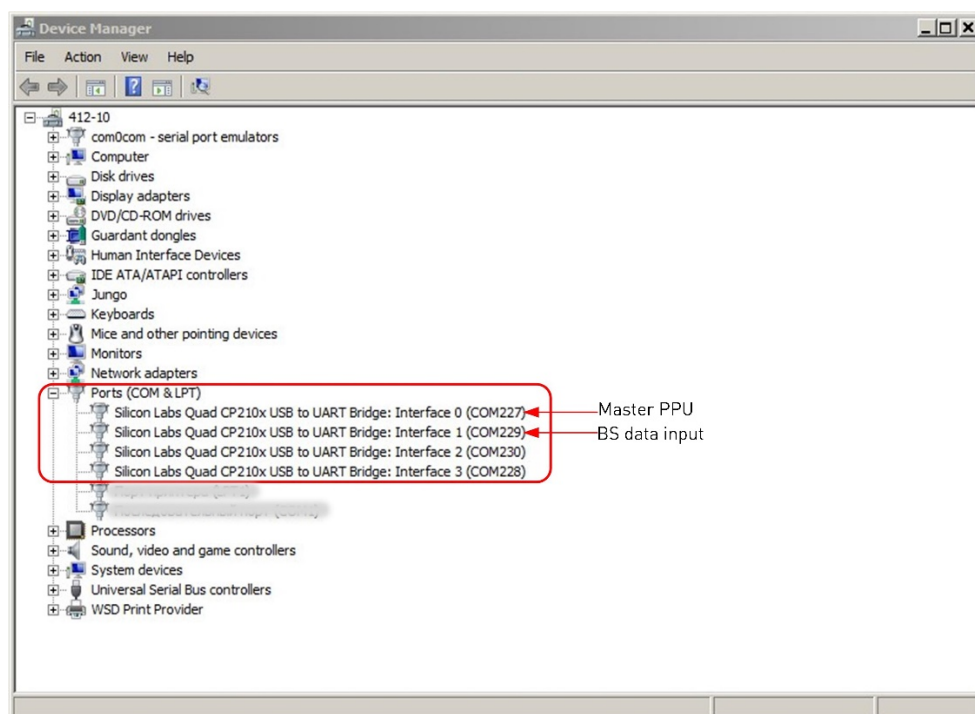 Device Manager
File Action View Help
412-10
com0com - serial port emulators
Computer
Disk drives
Display adapters
DVD/CD-ROM drives
Guardant dongles
Human Interface Devices
IDE ATA/ATAPI controllers
Jungo
Keyboards
Mice and other pointing devices
Monitors
Network adapters
Ports (COM & LPT)
Silicon Labs Quad CP210x USB to UART Bridge: Interface 0 (COM227) Master PPU
Silicon Labs Quad CP210x USB to UART Bridge: Interface 1 (COM229) BS data input
Silicon Labs Quad CP210x USB to UART Bridge: Interface 2 (COM230)
Silicon Labs Quad CP210x USB to UART Bridge: Interface 3 (COM228)
Processors
Sound, video and game controllers
System devices
Universal Serial Bus controllers
WSD Print Provider